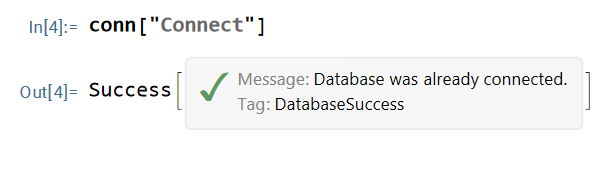 In[4]:= conn["Connect"]
Out[4]= Success[ Message: Database was already connected. ]
Tag: DatabaseSuccess